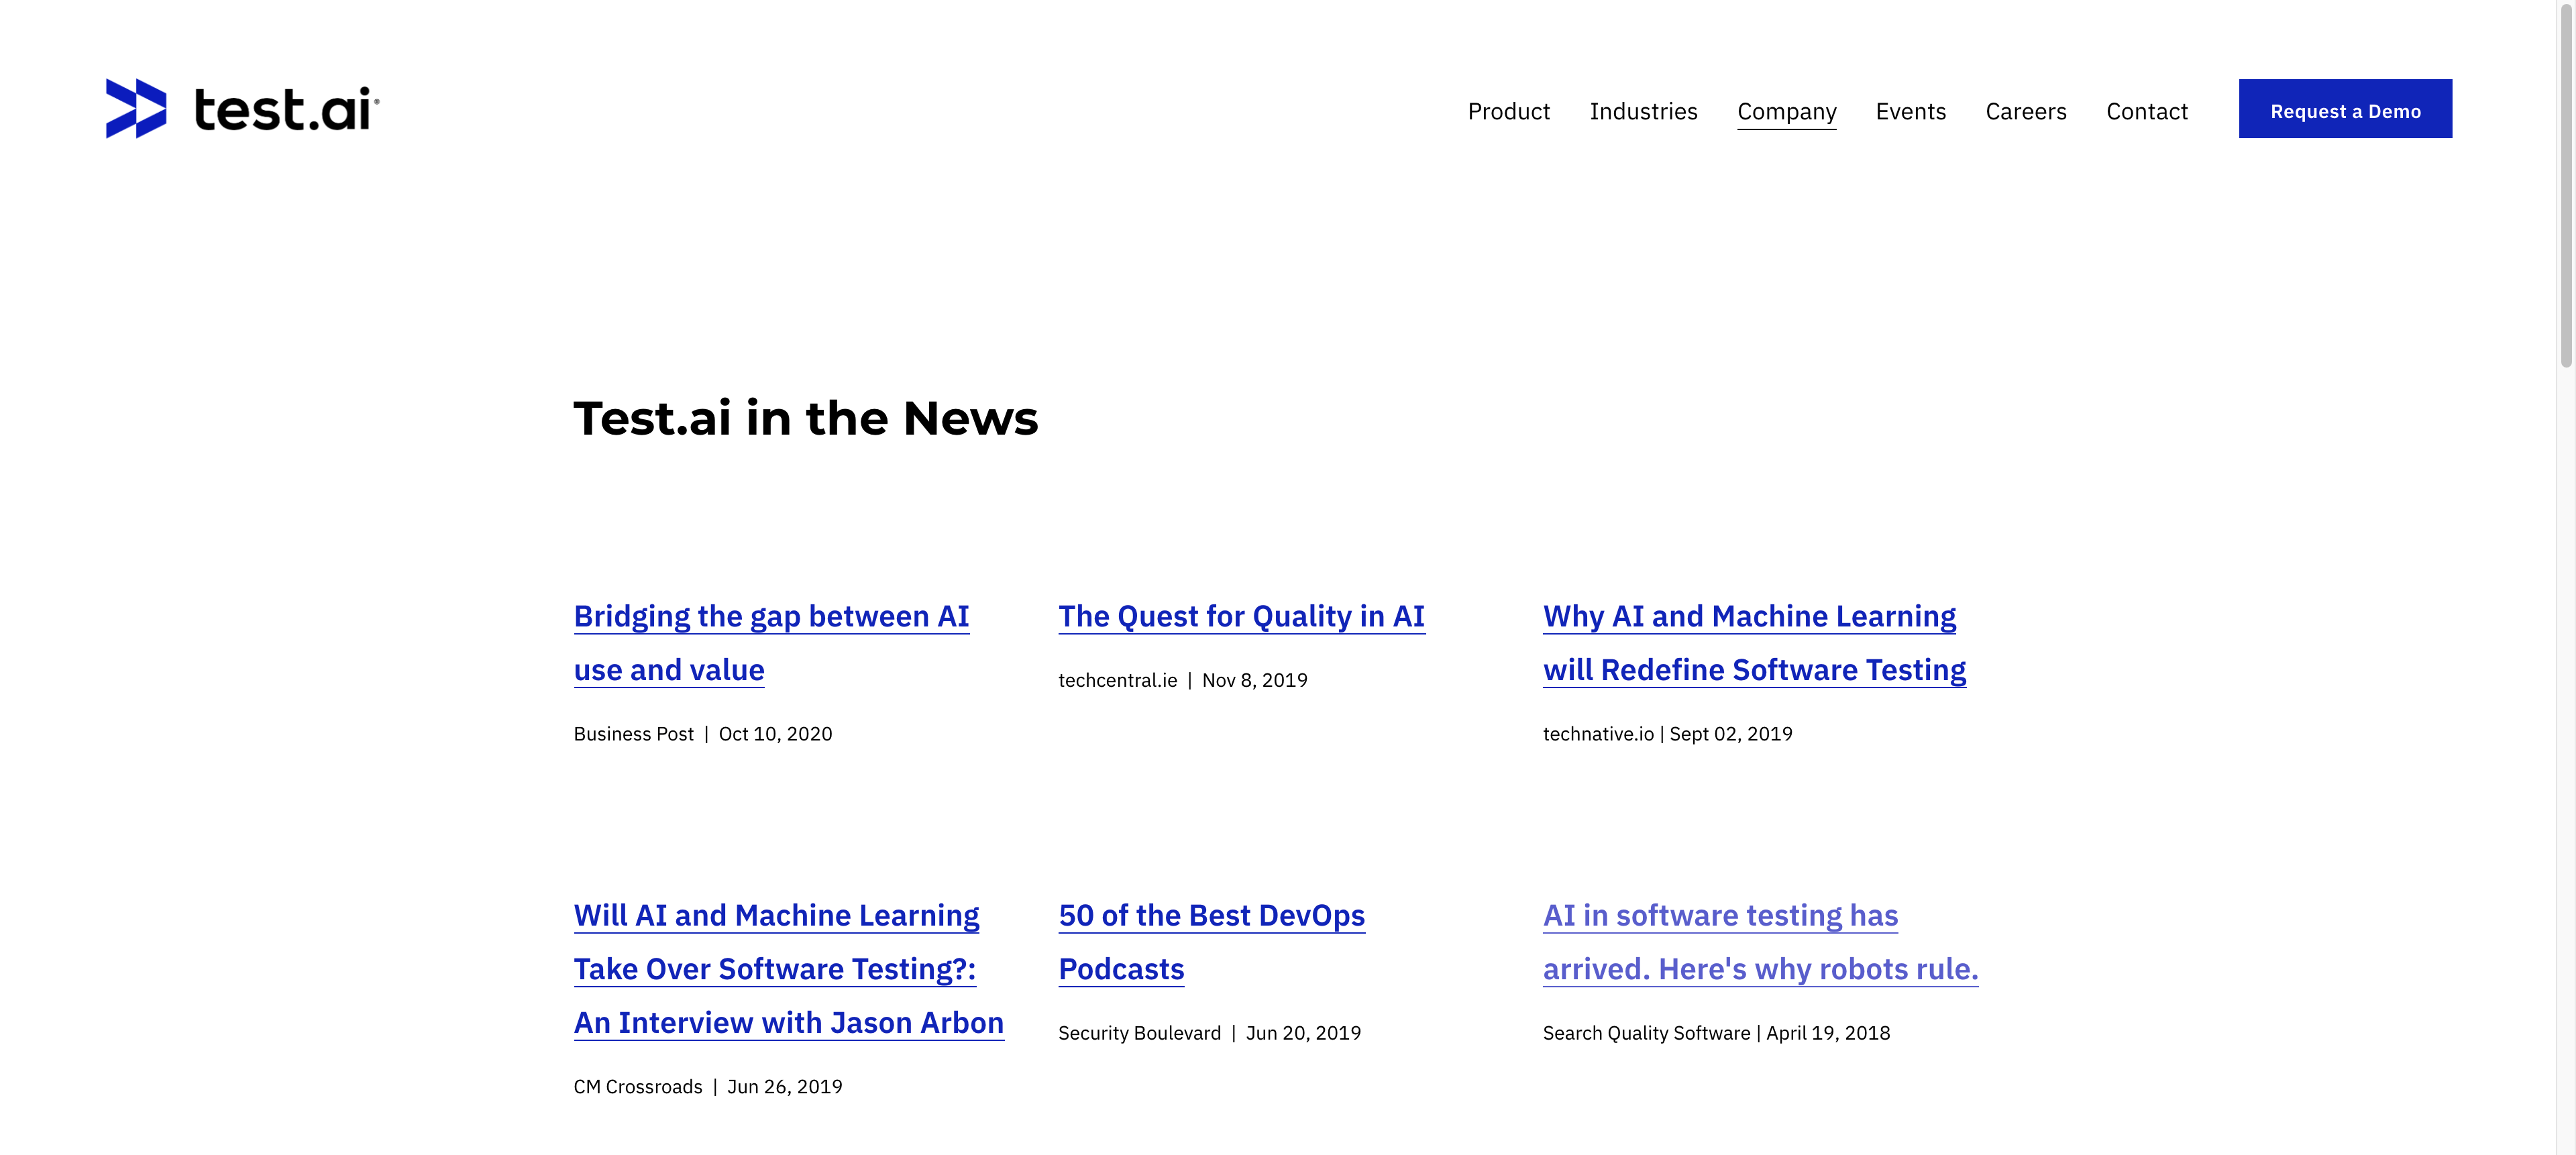 test.ai®
Product
Industries
Company
Events
Careers
Contact
Request a Demo
Test.ai in the News
Bridging the gap between AI
use and value
Business Post | Oct 10, 2020
The Quest for Quality in AI
techcentral.ie | Nov 8, 2019
Why AI and Machine Learning
will Redefine Software Testing
technative.io | Sept 02, 2019
Will AI and Machine Learning
Take Over Software Testing?:
An Interview with Jason Arbon
CM Crossroads | Jun 26, 2019
50 of the Best DevOps
Podcasts
Security Boulevard | Jun 20, 2019
AI in software testing has
arrived. Here's why robots rule.
Search Quality Software | April 19, 2018